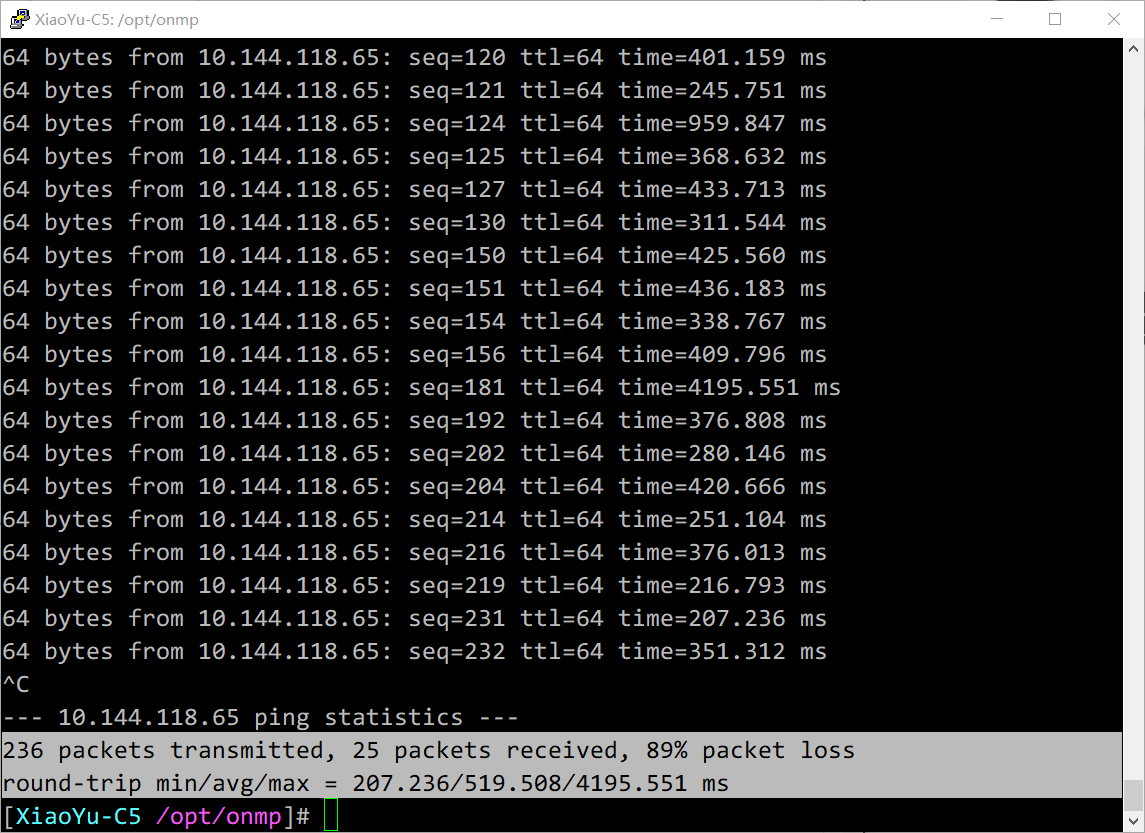 XiaoYu-C5: /opt/onmp
64 bytes from 10.144.118.65: seq=120 ttl=64 time=401.159 ms
64 bytes from 10.144.118.65: seq=121 ttl=64 time=245.751 ms
64 bytes from 10.144.118.65: seq=124 ttl=64 time=959.847 ms
64 bytes from 10.144.118.65: seq=125 ttl=64 time=368.632 ms
64 bytes from 10.144.118.65: seq=127 ttl=64 time=433.713 ms
64 bytes from 10.144.118.65: seq=130 ttl=64 time=311.544 ms
64 bytes from 10.144.118.65: seq=150 ttl=64 time=425.560 ms
64 bytes from 10.144.118.65: seq=151 ttl=64 time=436.183 ms
64 bytes from 10.144.118.65: seq=154 ttl=64 time=338.767 ms
64 bytes from 10.144.118.65: seq=156 ttl=64 time=409.796 ms
64 bytes from 10.144.118.65: seq=181 ttl=64 time=4195.551 ms
64 bytes from 10.144.118.65: seq=192 ttl=64 time=376.808 ms
64 bytes from 10.144.118.65: seq=202 ttl=64 time=280.146 ms
64 bytes from 10.144.118.65: seq=204 ttl=64 time=420.666 ms
64 bytes from 10.144.118.65: seq=214 ttl=64 time=251.104 ms
64 bytes from 10.144.118.65: seq=216 ttl=64 time=376.013 ms
64 bytes from 10.144.118.65: seq=219 ttl=64 time=216.793 ms
64 bytes from 10.144.118.65: seq=231 ttl=64 time=207.236 ms
64 bytes from 10.144.118.65: seq=232 ttl=64 time=351.312 ms
^C
--- 10.144.118.65 ping statistics ---
236 packets transmitted, 25 packets received, 89% packet loss
round-trip min/avg/max = 207.236/519.508/4195.551 ms
[XiaoYu-C5 /opt/onmp]#